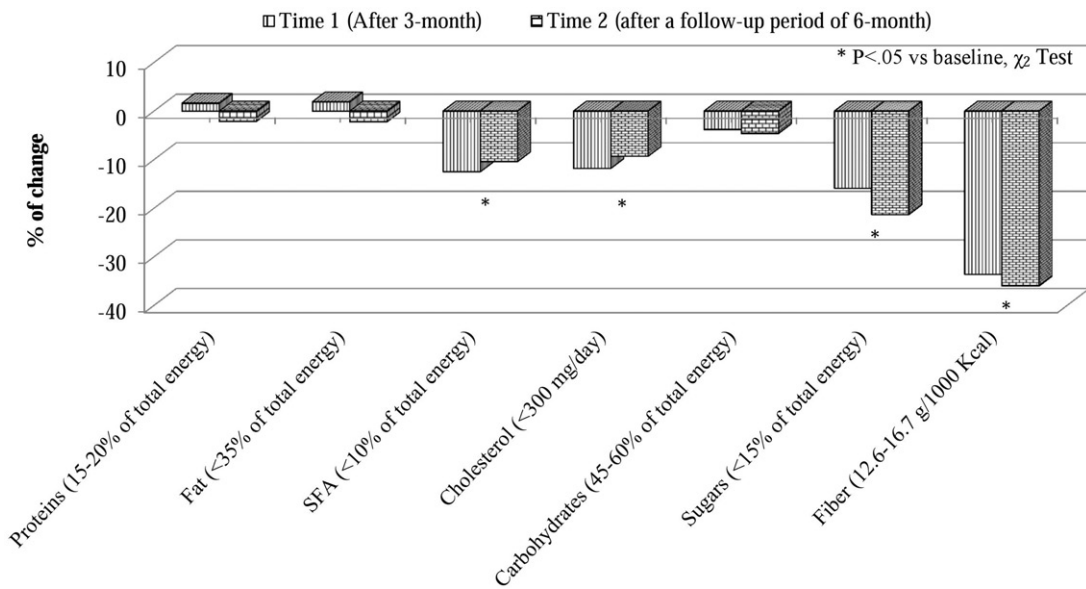 Time 1 (After 3-month) Time 2 (after a follow-up period of 6-month)
* P<.05 vs baseline, χ2 Test
10
0
-10
-20
-30
-40
% of change
*
*
*
*
Proteins (15-20% of total energy)
Fat (<35% of total energy)
SFA (<10% of total energy)
Cholesterol (<300 mg/day)
Carbohydrates (45-60% of total energy)
Sugars (<15% of total energy)
Fiber (12.6-16.7 g/1000 Kcal)